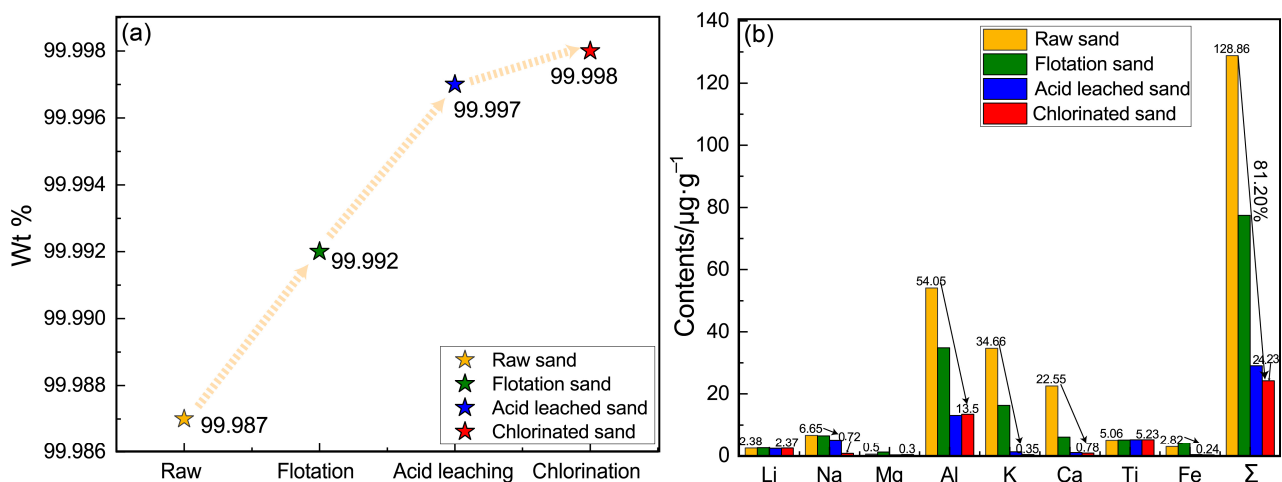 (a)
Wt %
99.998
99.996
99.994
99.992
99.990
99.988
99.986
99.987
99.992
99.997
99.998
Raw sand
Flotation sand
Acid leached sand
Chlorinated sand
Raw Flotation Acid leaching Chlorination
(b)
Contents/μg·g⁻¹
140
120
100
80
60
40
20
0
Raw sand
Flotation sand
Acid leached sand
Chlorinated sand
2.38 2.37
6.65 0.72
0.5 0.3
54.05 13.5
34.66 0.35
22.55 0.78
5.06 5.23
2.82 0.24
128.86 24.23
81.20%
Li Na Mg Al K Ca Ti Fe Σ